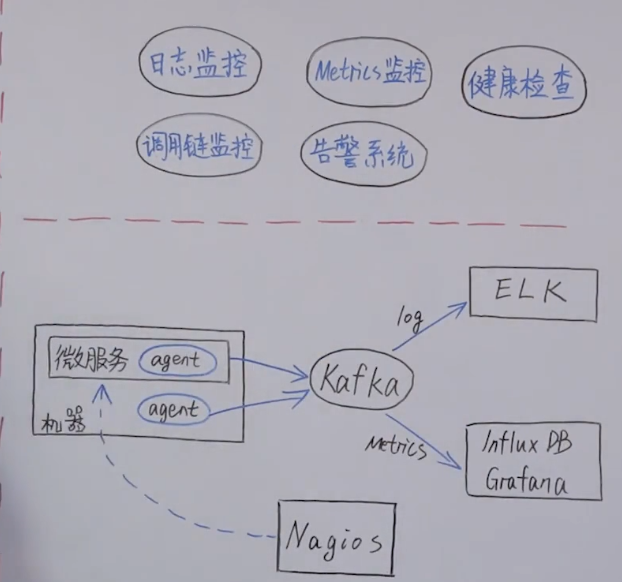 日志监控
Metrics监控
健康检查
调用链监控
告警系统
ELK
log
微服务 agent
Kafka
agent
机器
Metrics
Influx DB
Grafana
Nagios